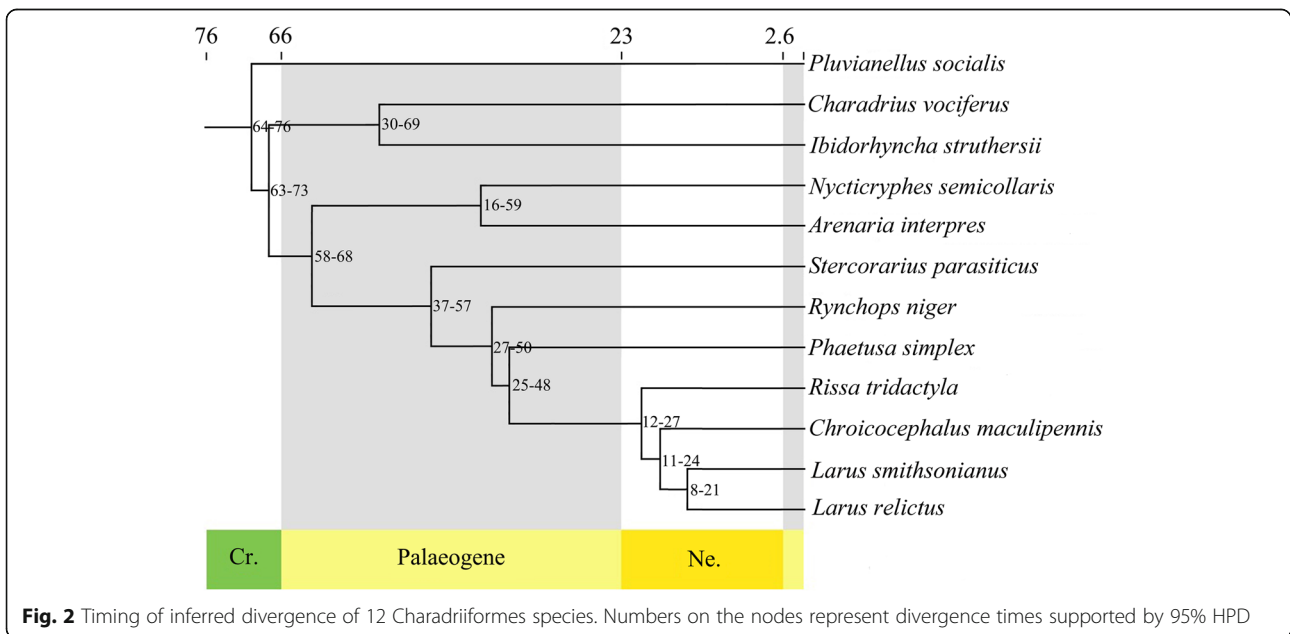 76 66 23 2.6
Pluvianellus socialis
Charadrius vociferus
64-76
30-69
Ibidorhyncha struthersii
Nycticryphes semicollaris
63-73
16-59
Arenaria interpres
58-68
Stercorarius parasiticus
37-57
Rynchops niger
27-50
Phaetusa simplex
25-48
Rissa tridactyla
12-27
Chroicocephalus maculipennis
11-24
Larus smithsonianus
8-21
Larus relictus
Cr. Palaeogene Ne.
Fig. 2 Timing of inferred divergence of 12 Charadriiformes species. Numbers on the nodes represent divergence times supported by 95% HPD